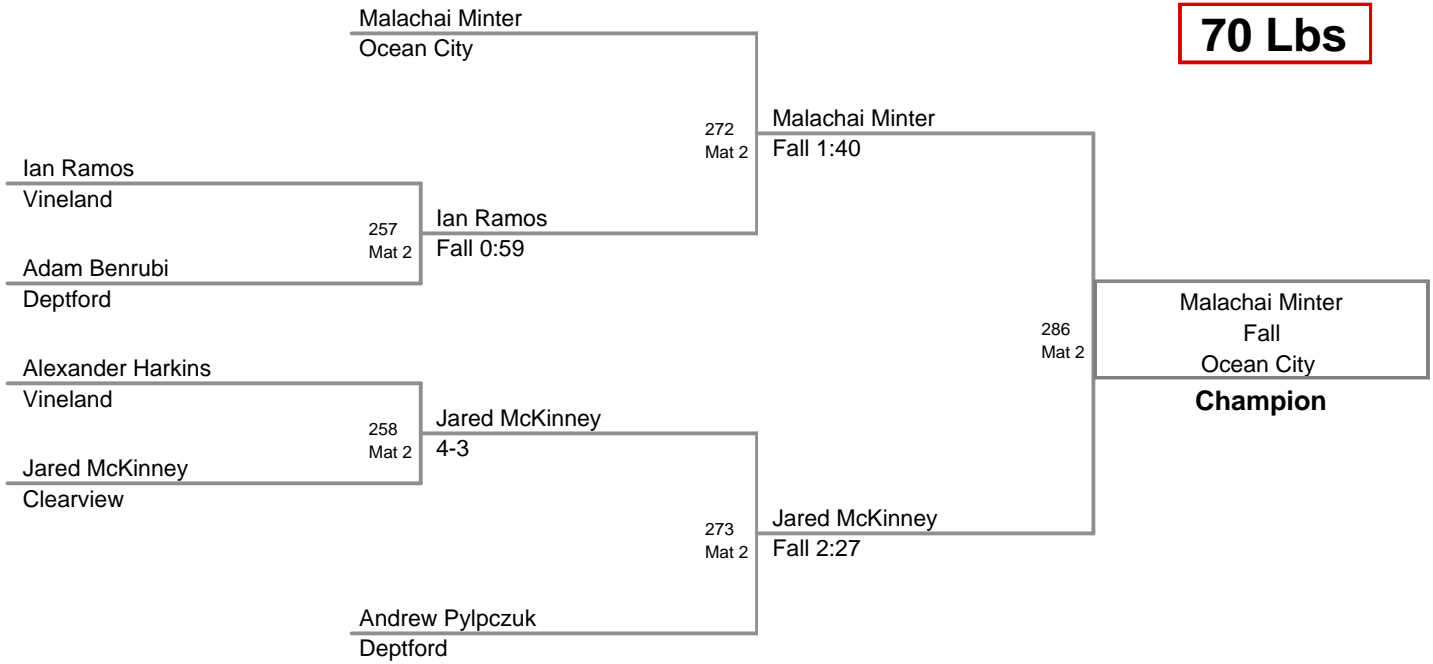 70 Lbs
Malachai Minter
Ocean City
Ian Ramos
Vineland
257
Mat 2
Adam Benrubi
Deptford
Ian Ramos
Fall 0:59
272
Mat 2
Malachai Minter
Fall 1:40
Alexander Harkins
Vineland
258
Mat 2
Jared McKinney
Clearview
Jared McKinney
4-3
273
Mat 2
Andrew Pylpczuk
Deptford
Jared McKinney
Fall 2:27
286
Mat 2
Malachai Minter
Fall
Ocean City
Champion